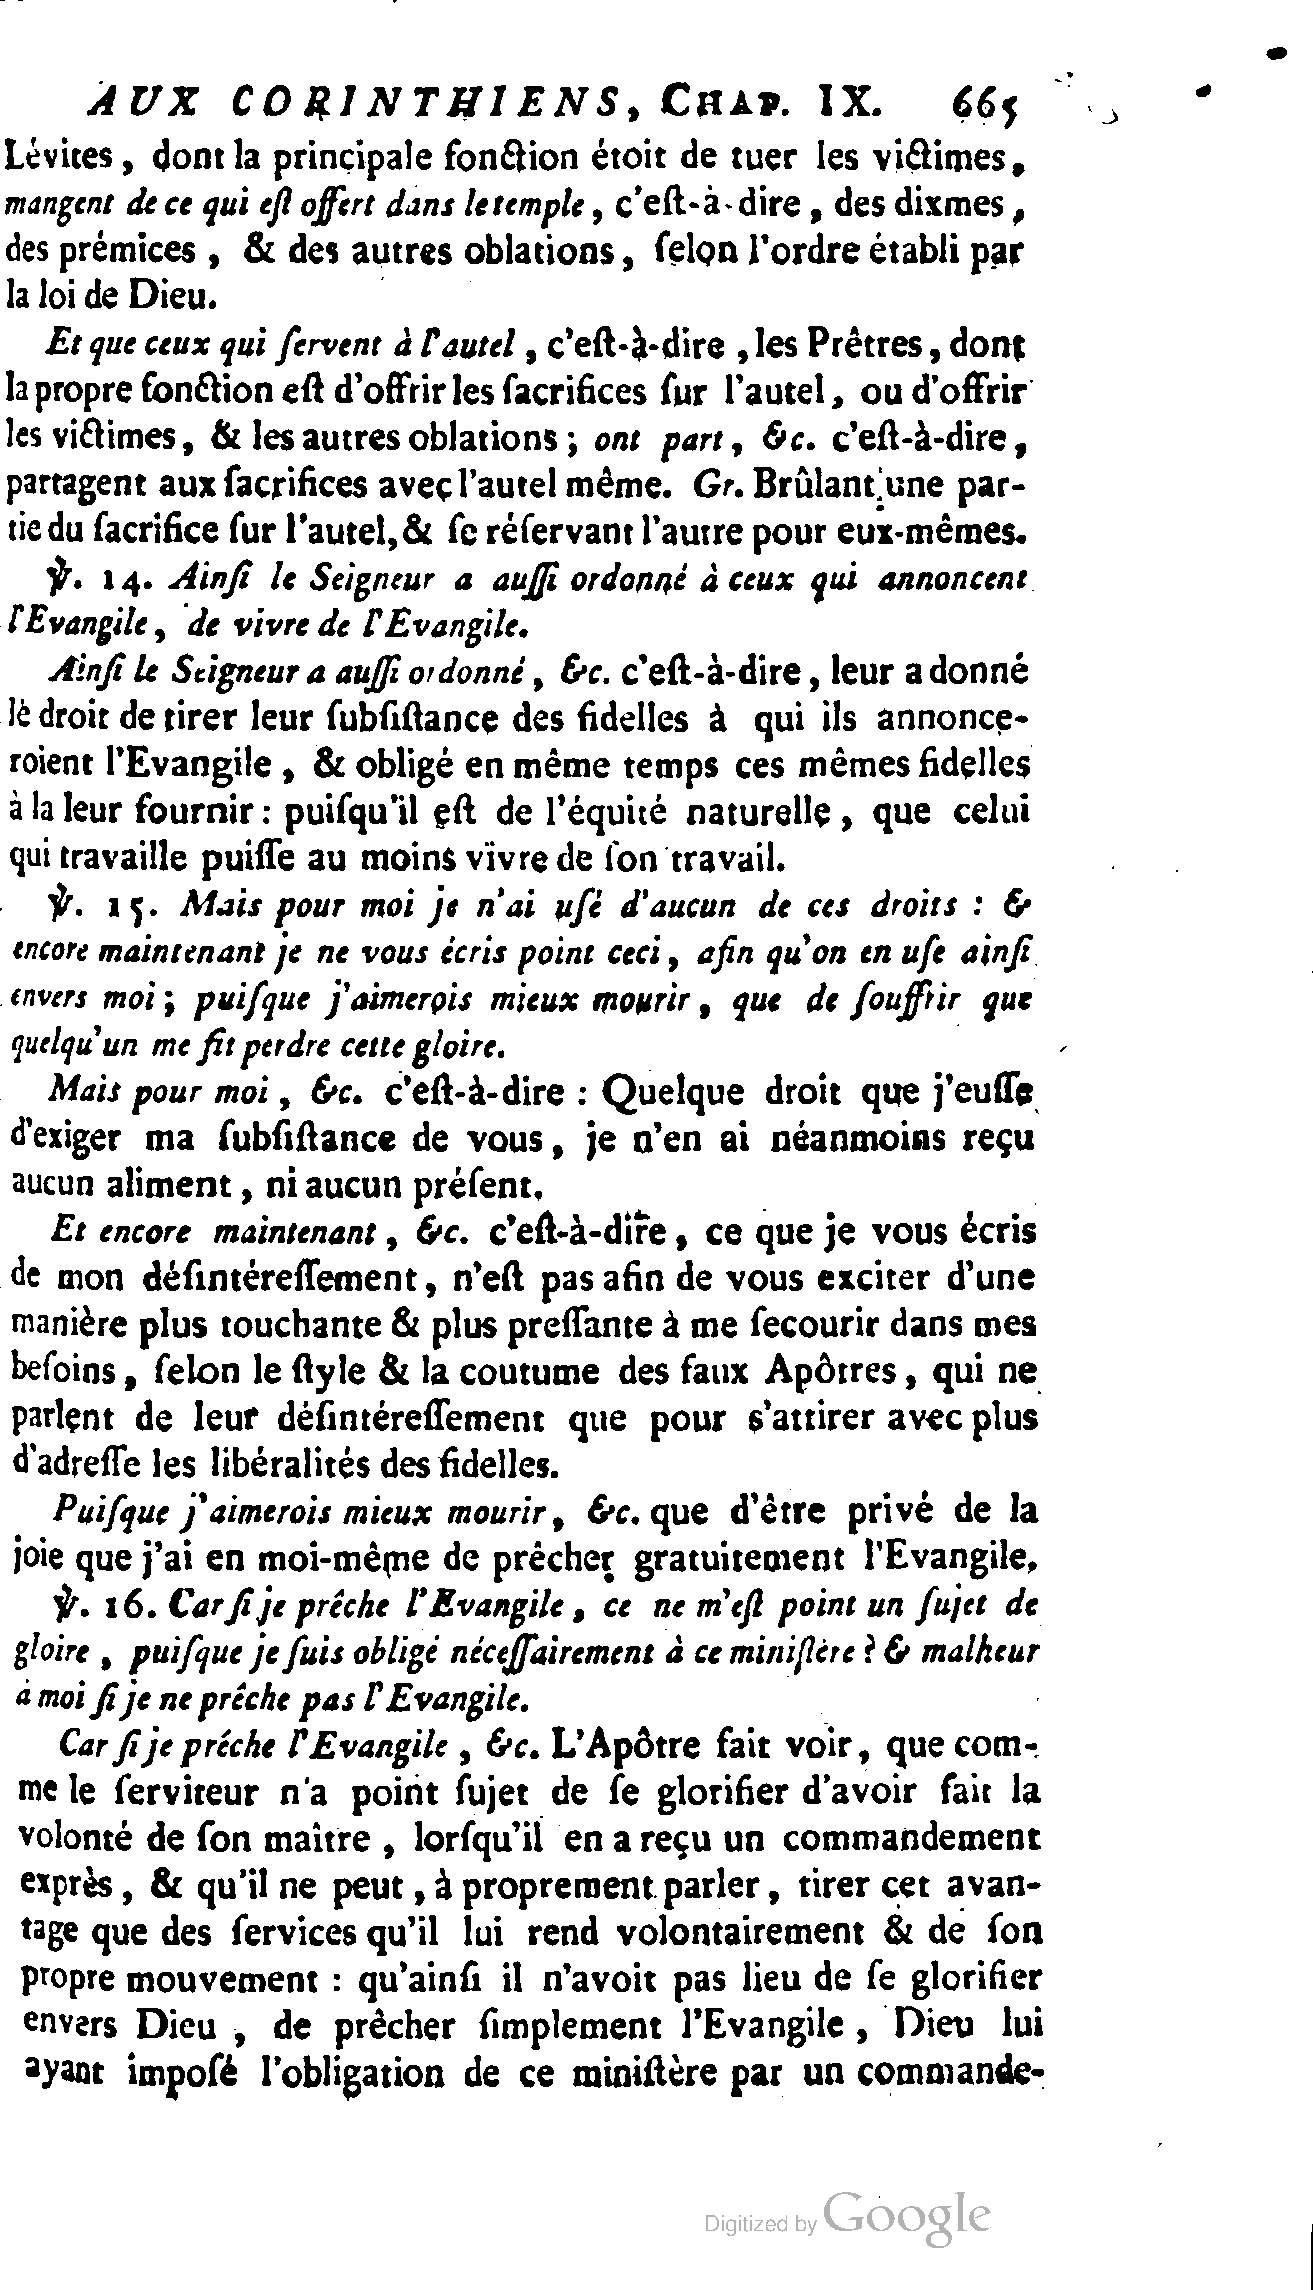 AUX CORINTHIENS, CHAP. IX. 665
Lévites, dont la principale fonction étoit de tuer les victimes,
mangent de ce qui eſt offert dans le temple, c'eſt-à-dire, des dixmes,
des prémices, & des autres oblations, ſelon l'ordre établi par
la loi de Dieu.
Et que ceux qui ſervent à l'autel, c'eſt-à-dire, les Prêtres, dont
la propre fonction eſt d'offrir les ſacrifices ſur l'autel, ou d'offrir
les victimes, & les autres oblations; ont part, &c. c'eſt-à-dire,
partagent aux ſacrifices avec l'autel même. Gr. Brûlant une par-
tie du ſacrifice ſur l'autel, & ſe réſervant l'autre pour eux-mêmes.
℣. 14. Ainſi le Seigneur a auſſi ordonné à ceux qui annoncent
l'Evangile, de vivre de l'Evangile.
Ainſi le Seigneur a auſſi ordonné, &c. c'eſt-à-dire, leur a donné
lé droit de tirer leur ſubſiſtance des fidelles à qui ils annonce-
roient l'Evangile, & obligé en même temps ces mêmes fidelles
à la leur fournir: puiſqu'il eſt de l'équité naturelle, que celui
qui travaille puiſſe au moins vivre de ſon travail.
℣. 15. Mais pour moi je n'ai uſé d'aucun de ces droits : &
encore maintenant je ne vous écris point ceci, afin qu'on en uſe ainſi
envers moi; puiſque j'aimerois mieux mourir, que de ſouffrir que
quelqu'un me fit perdre cette gloire.
Mais pour moi, &c. c'eſt-à-dire : Quelque droit que j'euſſe
d'exiger ma ſubſiſtance de vous, je n'en ai néanmoins reçu
aucun aliment, ni aucun préſent.
Et encore maintenant, &c. c'eſt-à-dire, ce que je vous écris
de mon déſintéreſſement, n'eſt pas afin de vous exciter d'une
manière plus touchante & plus preſſante à me ſecourir dans mes
beſoins, ſelon le ſtyle & la coutume des faux Apôtres, qui ne
parlent de leur déſintéreſſement que pour s'attirer avec plus
d'adreſſe les libéralités des fidelles.
Puiſque j'aimerois mieux mourir, &c. que d'être privé de la
joie que j'ai en moi-même de prêcher gratuitement l'Evangile.
℣. 16. Car ſi je prêche l'Evangile, ce ne m'eſt point un ſujet de
gloire, puiſque je ſuis obligé néceſſairement à ce miniſtère ? & malheur
à moi ſi je ne prêche pas l'Evangile.
Car ſi je prêche l'Evangile, &c. L'Apôtre fait voir, que com-
me le ſerviteur n'a point ſujet de ſe glorifier d'avoir fait la
volonté de ſon maître, lorſqu'il en a reçu un commandement
exprès, & qu'il ne peut, à proprement parler, tirer cet avan-
tage que des ſervices qu'il lui rend volontairement & de ſon
propre mouvement : qu'ainſi il n'avoit pas lieu de ſe glorifier
envers Dieu, de prêcher ſimplement l'Evangile, Dieu lui
ayant impoſé l'obligation de ce miniſtère par un commande-
Digitized by Google